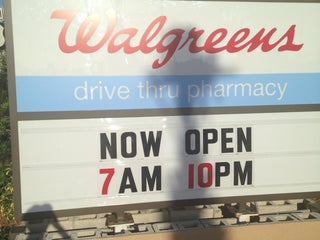 Walgreens
drive thru pharmacy
NOW OPEN
7AM 10PM